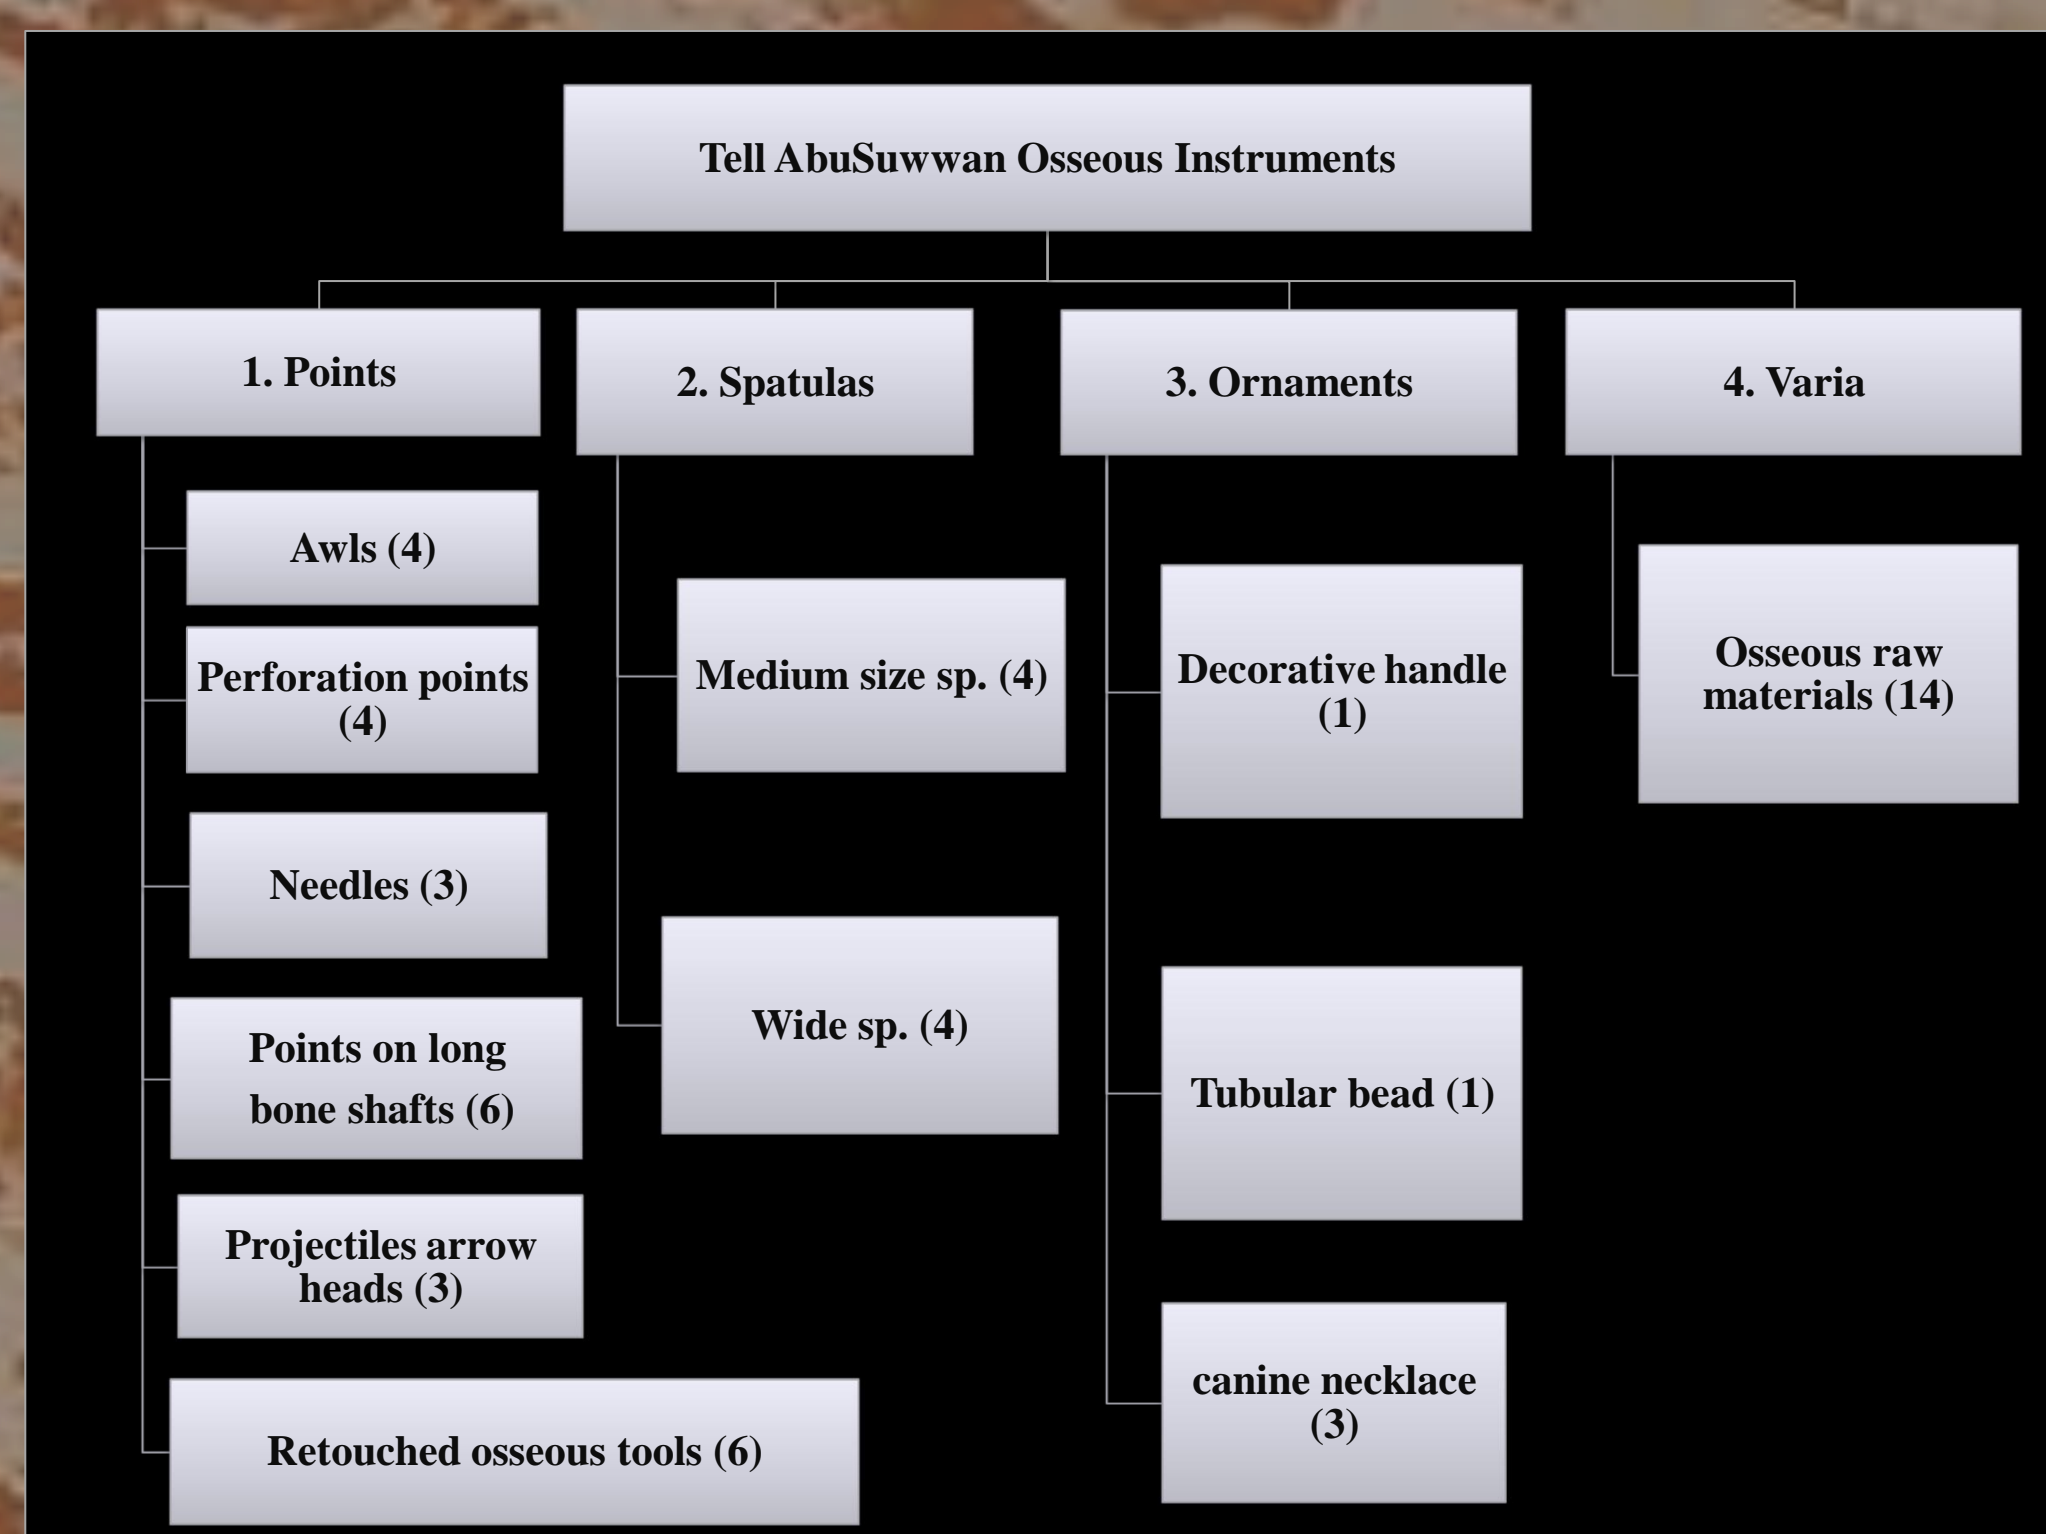 Tell AbuSuwwan Osseous Instruments
1. Points
Awls (4)
Perforation points
(4)
Needles (3)
Points on long
bone shafts (6)
Projectiles arrow
heads (3)
Retouched osseous tools (6)
2. Spatulas
Medium size sp. (4)
Wide sp. (4)
3. Ornaments
Decorative handle
(1)
Tubular bead (1)
canine necklace
(3)
4. Varia
Osseous raw
materials (14)